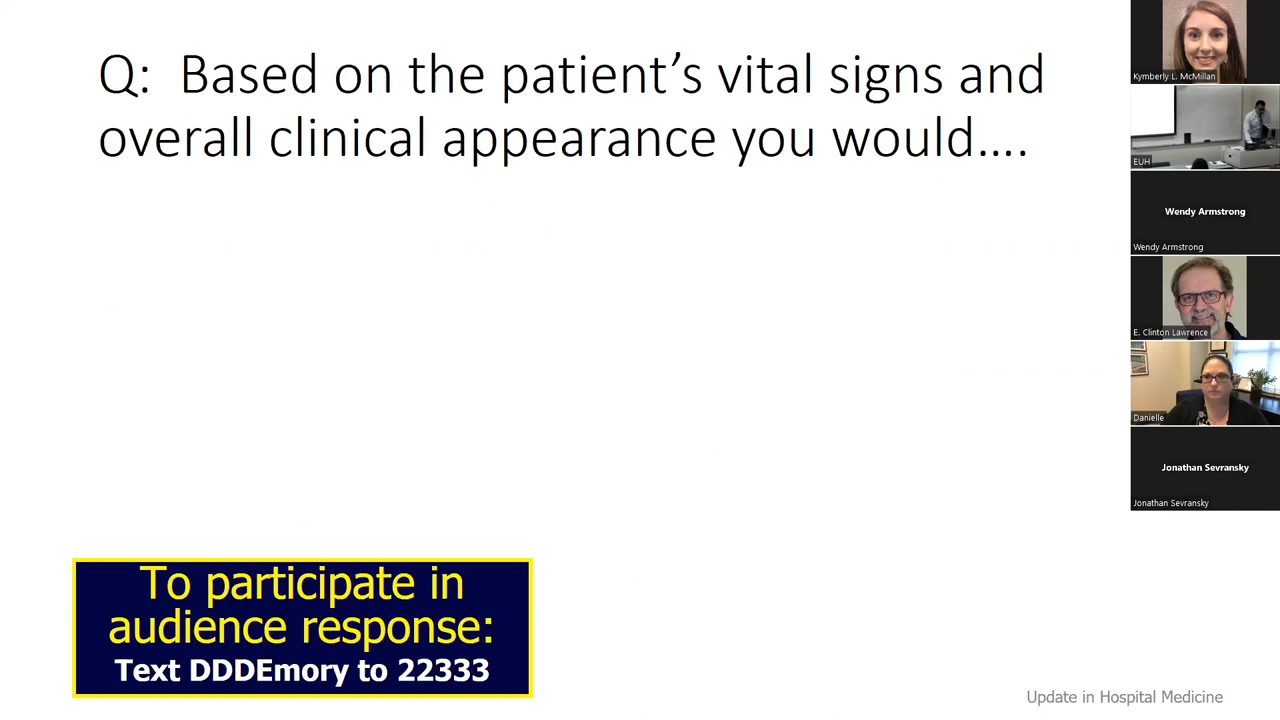 Q: Based on the patient’s vital signs and
overall clinical appearance you would….
To participate in
audience response:
Text DDDEmory to 22333
Update in Hospital Medicine
Kymberly L. McMillan
EUH
Wendy Armstrong
Wendy Armstrong
E. Clinton Lawrence
Danielle
Jonathan Sevransky
Jonathan Sevransky